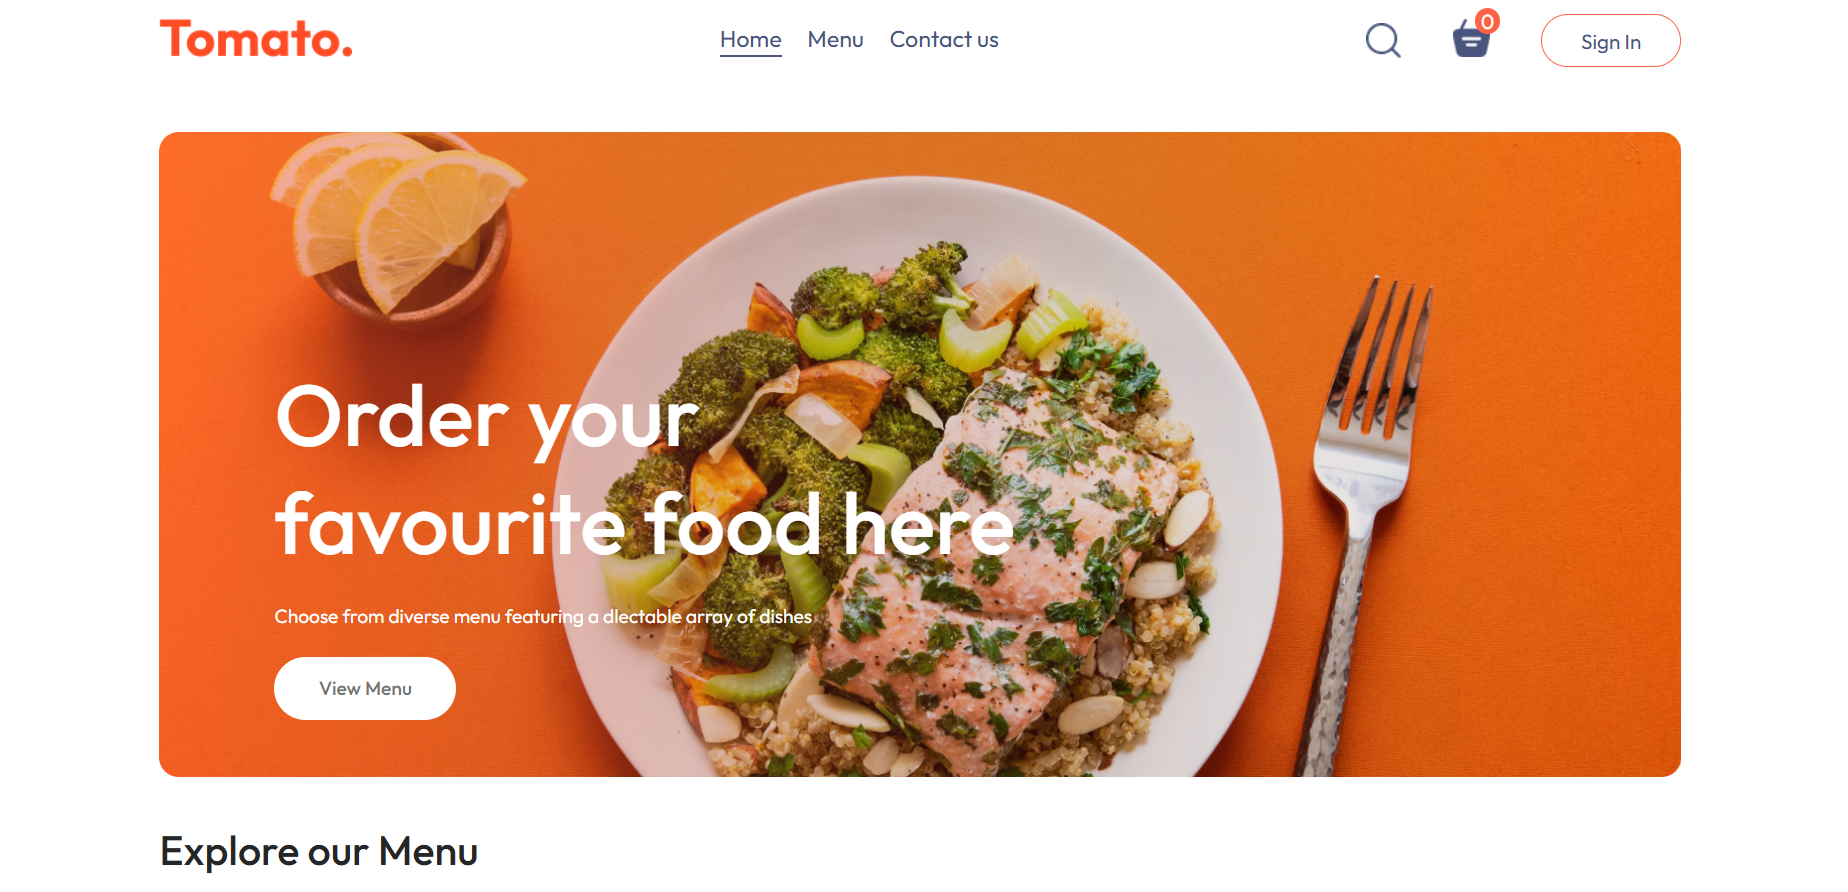 Tomato.
Home Menu Contact us
0
Sign In
Order your
favourite food here
Choose from diverse menu featuring a dlectable array of dishes
View Menu
Explore our Menu